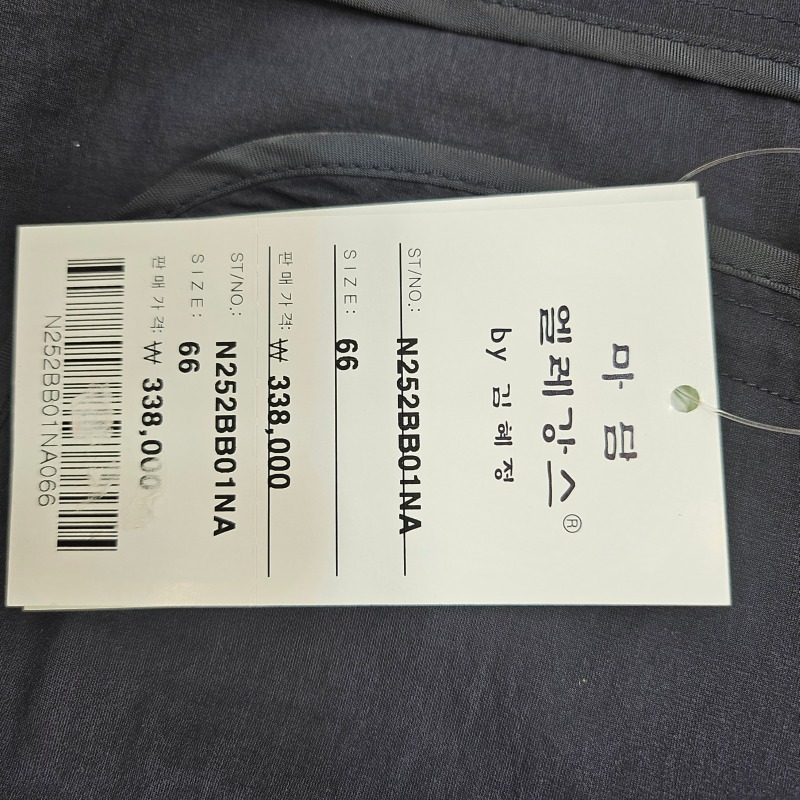 마담
엘레강스®
by 김혜정
ST/NO.: N252BB01NA
SIZE: 66
판매가격: ₩ 338,000
ST/NO.: N252BB01NA
SIZE: 66
판매가격: ₩ 338,000
N252BB01NA066